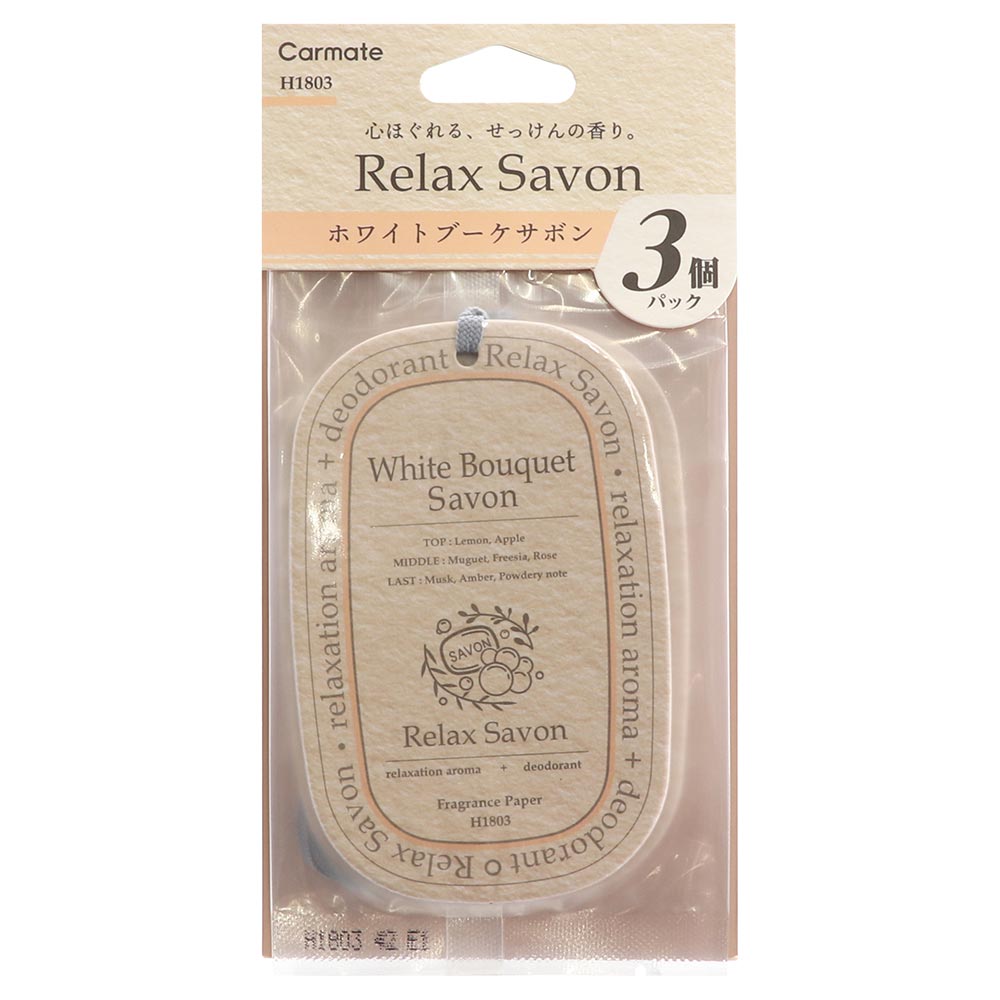 Carmate
H1803
心ほぐれる、せっけんの香り。
Relax Savon
ホワイトブーケサボン
3個
パック
Relax Savon • relaxation aroma + deodorant
Relax Savon • relaxation aroma + deodorant
White Bouquet
Savon
TOP : Lemon, Apple
MIDDLE : Muguet, Freesia, Rose
LAST : Musk, Amber, Powdery note
SAVON
Relax Savon
relaxation aroma + deodorant
Fragrance Paper
H1803
H1803 42 E1